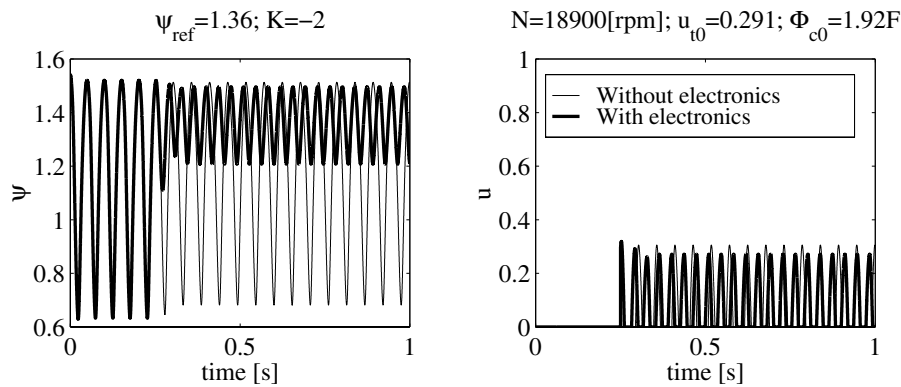 ψref=1.36; K=−2
1.6
1.4
1.2
1
0.8
0.6
ψ
0
0.5
1
time [s]
N=18900[rpm]; ut0=0.291; Φc0=1.92F
1
0.8
0.6
0.4
0.2
0
u
Without electronics
With electronics
0
0.5
1
time [s]